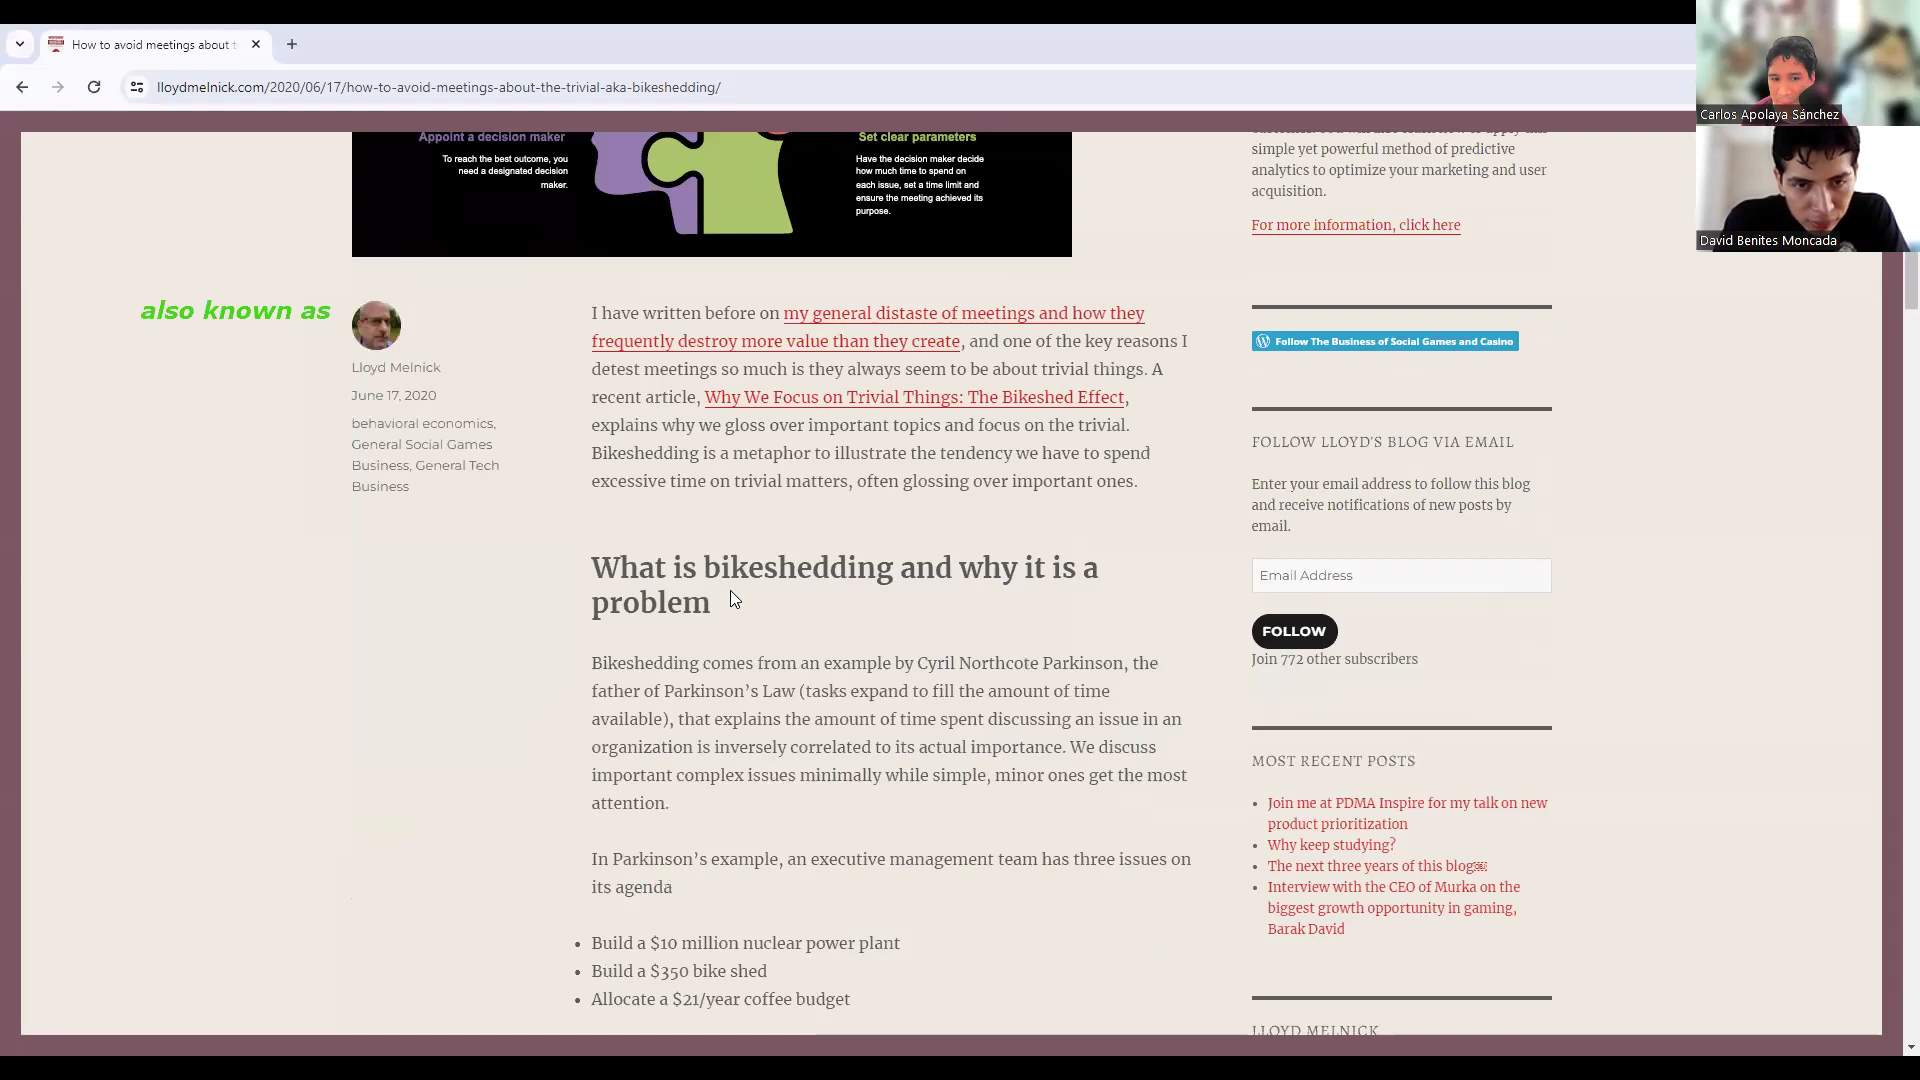 How to avoid meetings about t
lloydmelnick.com/2020/06/17/how-to-avoid-meetings-about-the-trivial-aka-bikeshedding/
Carlos Apolaya Sánchez
David Benites Moncada
Appoint a decision maker
To reach the best outcome, you
need a designated decision
maker.
Set clear parameters
Have the decision maker decide
how much time to spend on
each issue, set a time limit and
ensure the meeting achieved its
purpose.
simple yet powerful method of predictive
analytics to optimize your marketing and user
acquisition.
For more information, click here
also known as
Lloyd Melnick
June 17, 2020
behavioral economics,
General Social Games
Business, General Tech
Business
I have written before on my general distaste of meetings and how they
frequently destroy more value than they create, and one of the key reasons I
detest meetings so much is they always seem to be about trivial things. A
recent article, Why We Focus on Trivial Things: The Bikeshed Effect,
explains why we gloss over important topics and focus on the trivial.
Bikeshedding is a metaphor to illustrate the tendency we have to spend
excessive time on trivial matters, often glossing over important ones.
What is bikeshedding and why it is a
problem
Bikeshedding comes from an example by Cyril Northcote Parkinson, the
father of Parkinson's Law (tasks expand to fill the amount of time
available), that explains the amount of time spent discussing an issue in an
organization is inversely correlated to its actual importance. We discuss
important complex issues minimally while simple, minor ones get the most
attention.
In Parkinson's example, an executive management team has three issues on
its agenda
• Build a $10 million nuclear power plant
• Build a $350 bike shed
• Allocate a $21/year coffee budget
Follow The Business of Social Games and Casino
FOLLOW LLOYD'S BLOG VIA EMAIL
Enter your email address to follow this blog
and receive notifications of new posts by
email.
Email Address
FOLLOW
Join 772 other subscribers
MOST RECENT POSTS
• Join me at PDMA Inspire for my talk on new
product prioritization
• Why keep studying?
• The next three years of this blog
• Interview with the CEO of Murka on the
biggest growth opportunity in gaming,
Barak David
LLOYD MELNICK